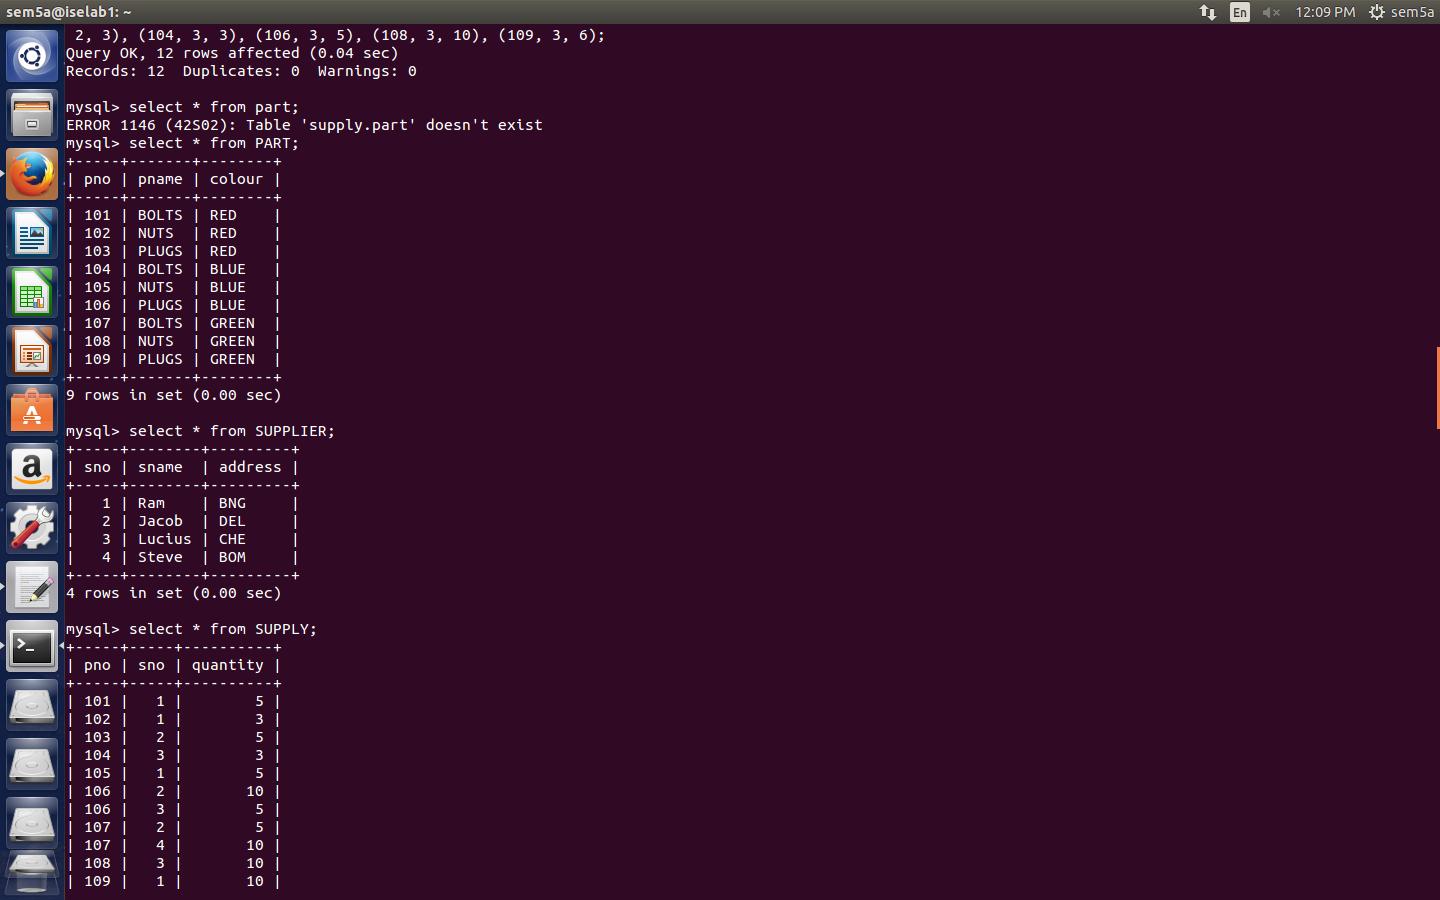 sem5a@iselab1: ~
En
12:09 PM
sem5a
2, 3), (104, 3, 3), (106, 3, 5), (108, 3, 10), (109, 3, 6);
Query OK, 12 rows affected (0.04 sec)
Records: 12  Duplicates: 0  Warnings: 0
mysql> select * from part;
ERROR 1146 (42S02): Table 'supply.part' doesn't exist
mysql> select * from PART;
+-----+-------+--------+
| pno | pname | colour |
+-----+-------+--------+
| 101 | BOLTS | RED    |
| 102 | NUTS  | RED    |
| 103 | PLUGS | RED    |
| 104 | BOLTS | BLUE   |
| 105 | NUTS  | BLUE   |
| 106 | PLUGS | BLUE   |
| 107 | BOLTS | GREEN  |
| 108 | NUTS  | GREEN  |
| 109 | PLUGS | GREEN  |
+-----+-------+--------+
9 rows in set (0.00 sec)
mysql> select * from SUPPLIER;
+-----+--------+---------+
| sno | sname  | address |
+-----+--------+---------+
|   1 | Ram    | BNG     |
|   2 | Jacob  | DEL     |
|   3 | Lucius | CHE     |
|   4 | Steve  | BOM     |
+-----+--------+---------+
4 rows in set (0.00 sec)
mysql> select * from SUPPLY;
+-----+-----+----------+
| pno | sno | quantity |
+-----+-----+----------+
| 101 |   1 |        5 |
| 102 |   1 |        3 |
| 103 |   2 |        5 |
| 104 |   3 |        3 |
| 105 |   1 |        5 |
| 106 |   2 |       10 |
| 106 |   3 |        5 |
| 107 |   2 |        5 |
| 107 |   4 |       10 |
| 108 |   3 |       10 |
| 109 |   1 |       10 |